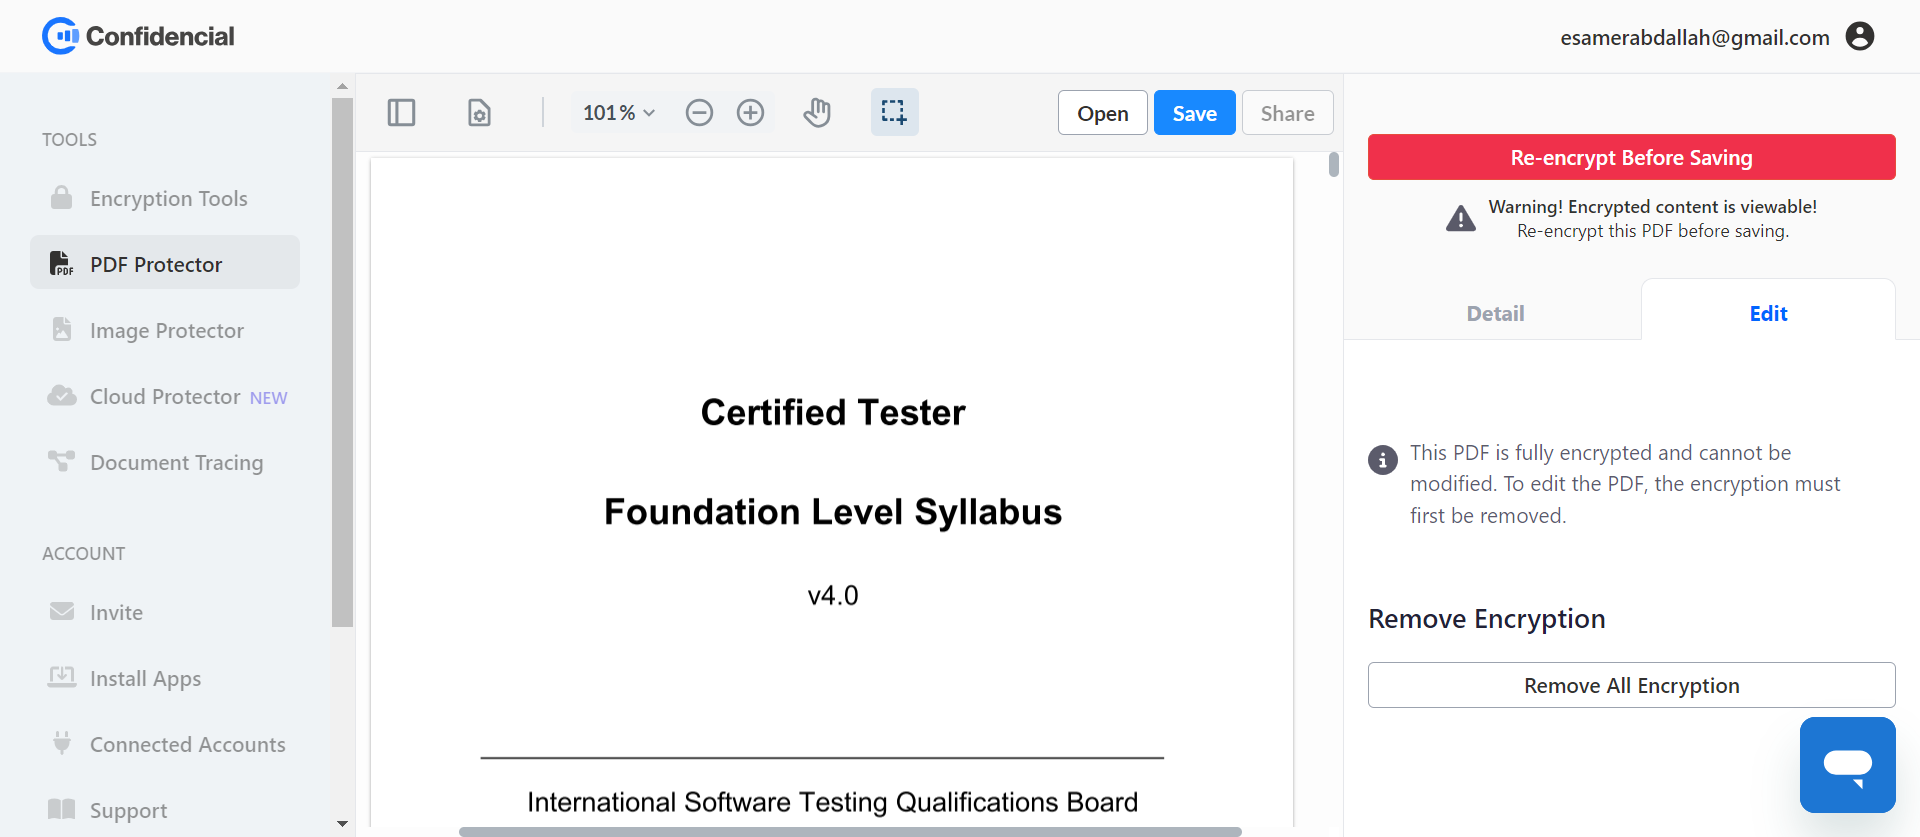 Confidencial
esamerabdallah@gmail.com
TOOLS
Encryption Tools
PDF Protector
Image Protector
Cloud Protector NEW
Document Tracing
ACCOUNT
Invite
Install Apps
Connected Accounts
Support
101%
Open
Save
Share
Certified Tester
Foundation Level Syllabus
v4.0
International Software Testing Qualifications Board
Re-encrypt Before Saving
Warning! Encrypted content is viewable!
Re-encrypt this PDF before saving.
Detail
Edit
This PDF is fully encrypted and cannot be
modified. To edit the PDF, the encryption must
first be removed.
Remove Encryption
Remove All Encryption